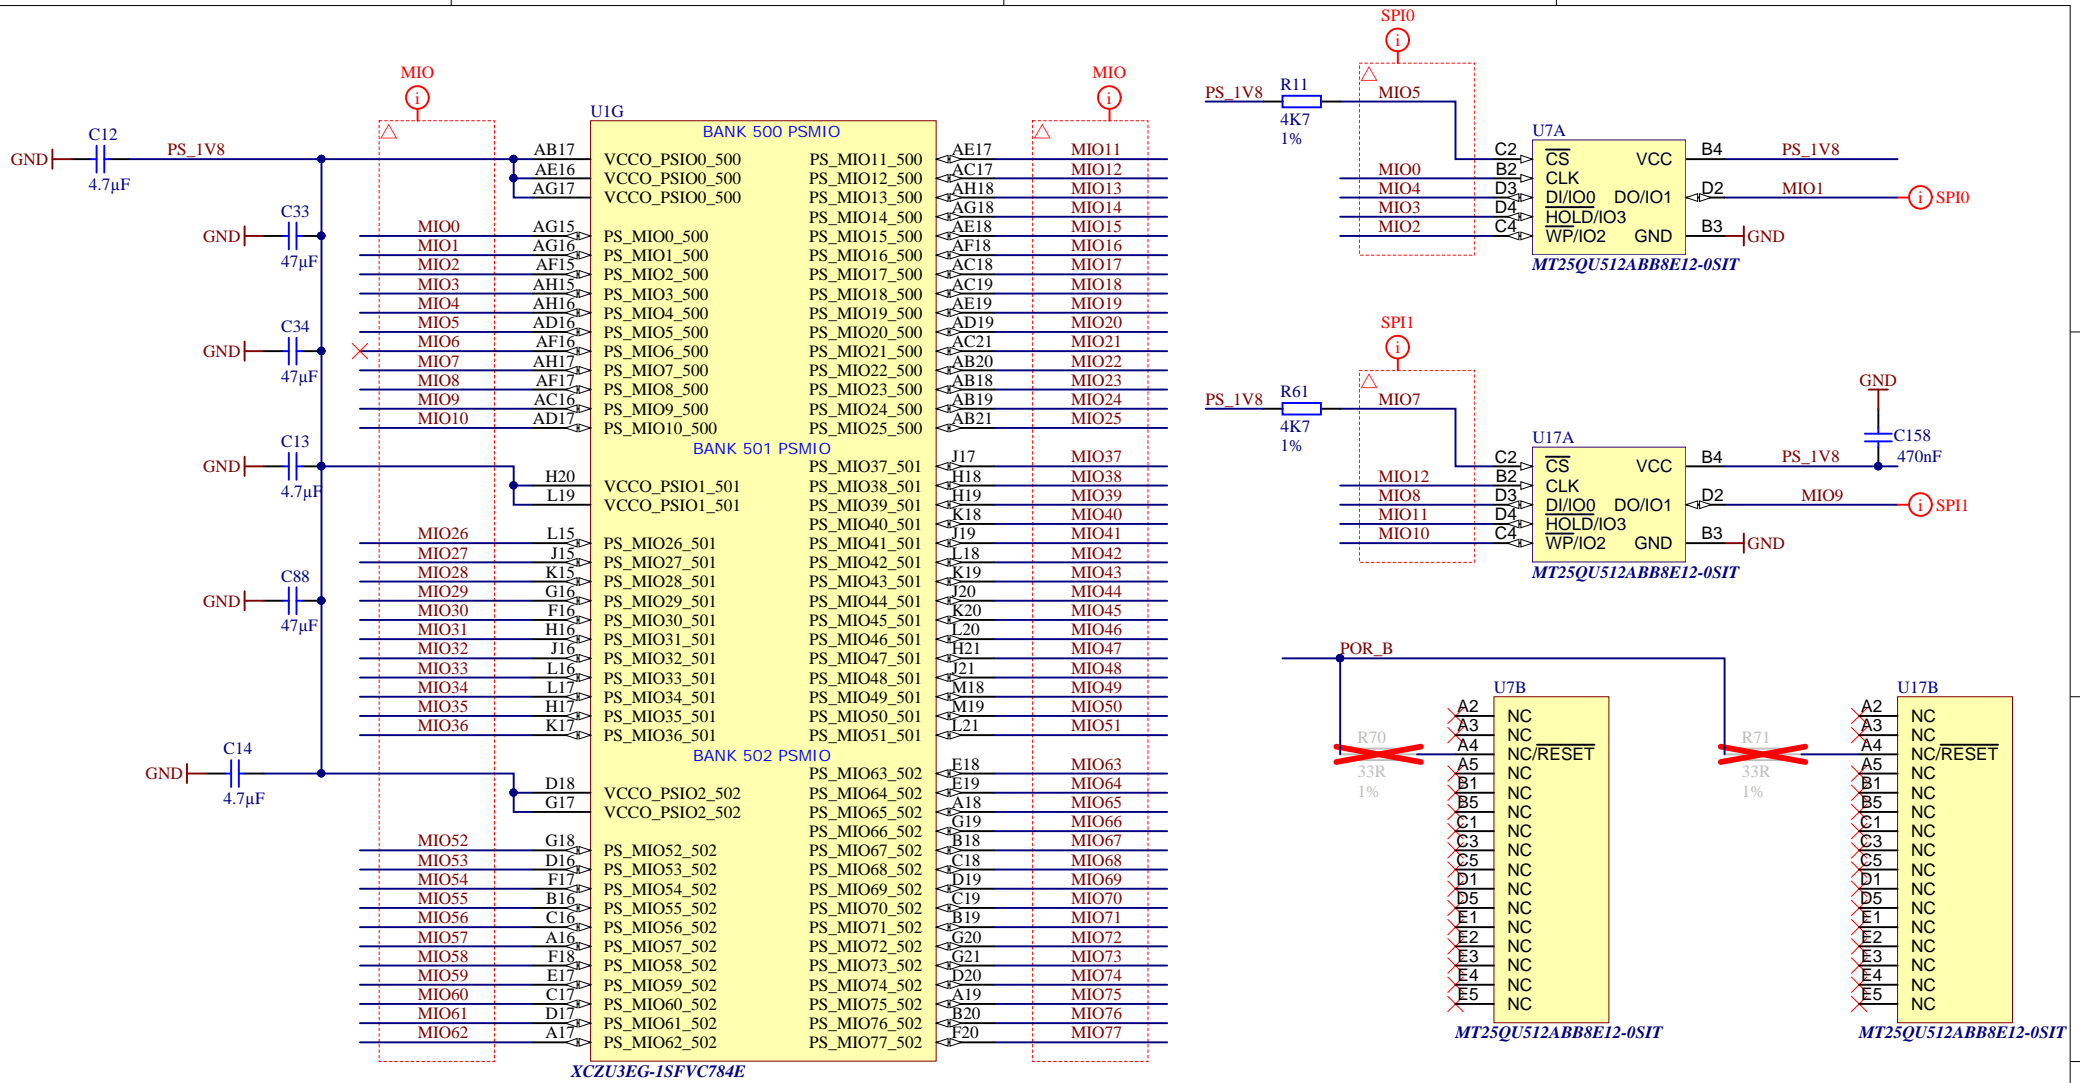 SPI0
MIO
MIO
U1G
BANK 500 PSMIO
C12
GND
4.7µF
PS_1V8
AB17 VCCO_PSIO0_500
AE16 VCCO_PSIO0_500
AG17 VCCO_PSIO0_500
C33
GND
47µF
C34
GND
47µF
C13
GND
4.7µF
C88
GND
47µF
C14
GND
4.7µF
MIO0 AG15 PS_MIO0_500
MIO1 AG16 PS_MIO1_500
MIO2 AF15 PS_MIO2_500
MIO3 AH15 PS_MIO3_500
MIO4 AH16 PS_MIO4_500
MIO5 AD16 PS_MIO5_500
MIO6 AF16 PS_MIO6_500
MIO7 AH17 PS_MIO7_500
MIO8 AF17 PS_MIO8_500
MIO9 AC16 PS_MIO9_500
MIO10 AD17 PS_MIO10_500
PS_MIO11_500 AE17 MIO11
PS_MIO12_500 AC17 MIO12
PS_MIO13_500 AH18 MIO13
PS_MIO14_500 AG18 MIO14
PS_MIO15_500 AE18 MIO15
PS_MIO16_500 AF18 MIO16
PS_MIO17_500 AC18 MIO17
PS_MIO18_500 AC19 MIO18
PS_MIO19_500 AE19 MIO19
PS_MIO20_500 AD19 MIO20
PS_MIO21_500 AC21 MIO21
PS_MIO22_500 AB20 MIO22
PS_MIO23_500 AB18 MIO23
PS_MIO24_500 AB19 MIO24
PS_MIO25_500 AB21 MIO25
BANK 501 PSMIO
H20 VCCO_PSIO1_501
L19 VCCO_PSIO1_501
MIO26 L15 PS_MIO26_501
MIO27 J15 PS_MIO27_501
MIO28 K15 PS_MIO28_501
MIO29 G16 PS_MIO29_501
MIO30 F16 PS_MIO30_501
MIO31 H16 PS_MIO31_501
MIO32 J16 PS_MIO32_501
MIO33 L16 PS_MIO33_501
MIO34 L17 PS_MIO34_501
MIO35 H17 PS_MIO35_501
MIO36 K17 PS_MIO36_501
PS_MIO37_501 J17 MIO37
PS_MIO38_501 H18 MIO38
PS_MIO39_501 H19 MIO39
PS_MIO40_501 K18 MIO40
PS_MIO41_501 J19 MIO41
PS_MIO42_501 L18 MIO42
PS_MIO43_501 K19 MIO43
PS_MIO44_501 J20 MIO44
PS_MIO45_501 K20 MIO45
PS_MIO46_501 L20 MIO46
PS_MIO47_501 H21 MIO47
PS_MIO48_501 J21 MIO48
PS_MIO49_501 M18 MIO49
PS_MIO50_501 M19 MIO50
PS_MIO51_501 L21 MIO51
BANK 502 PSMIO
D18 VCCO_PSIO2_502
G17 VCCO_PSIO2_502
MIO52 G18 PS_MIO52_502
MIO53 D16 PS_MIO53_502
MIO54 F17 PS_MIO54_502
MIO55 B16 PS_MIO55_502
MIO56 C16 PS_MIO56_502
MIO57 A16 PS_MIO57_502
MIO58 F18 PS_MIO58_502
MIO59 E17 PS_MIO59_502
MIO60 C17 PS_MIO60_502
MIO61 D17 PS_MIO61_502
MIO62 A17 PS_MIO62_502
PS_MIO63_502 E18 MIO63
PS_MIO64_502 E19 MIO64
PS_MIO65_502 A18 MIO65
PS_MIO66_502 G19 MIO66
PS_MIO67_502 B18 MIO67
PS_MIO68_502 C18 MIO68
PS_MIO69_502 D19 MIO69
PS_MIO70_502 C19 MIO70
PS_MIO71_502 B19 MIO71
PS_MIO72_502 G20 MIO72
PS_MIO73_502 G21 MIO73
PS_MIO74_502 D20 MIO74
PS_MIO75_502 A19 MIO75
PS_MIO76_502 B20 MIO76
PS_MIO77_502 F20 MIO77
XCZU3EG-1SFVC784E
PS_1V8 R11 MIO5
4K7
1%
U7A
C2 CS VCC B4 PS_1V8
MIO0 B2 CLK
MIO4 D3 DI/IO0 DO/IO1 D2 MIO1 SPI0
MIO3 D4 HOLD/IO3
MIO2 C4 WP/IO2 GND B3 GND
MT25QU512ABB8E12-0SIT
SPI1
PS_1V8 R61 MIO7
4K7
1%
GND
C158
470nF
U17A
C2 CS VCC B4 PS_1V8
MIO12 B2 CLK
MIO8 D3 DI/IO0 DO/IO1 D2 MIO9 SPI1
MIO11 D4 HOLD/IO3
MIO10 C4 WP/IO2 GND B3 GND
MT25QU512ABB8E12-0SIT
POR_B
R70
33R
1%
U7B
A2 NC
A3 NC
A4 NC/RESET
A5 NC
B1 NC
B5 NC
C1 NC
C3 NC
C5 NC
D1 NC
D5 NC
E1 NC
E2 NC
E3 NC
E4 NC
E5 NC
MT25QU512ABB8E12-0SIT
R71
33R
1%
U17B
A2 NC
A3 NC
A4 NC/RESET
A5 NC
B1 NC
B5 NC
C1 NC
C3 NC
C5 NC
D1 NC
D5 NC
E1 NC
E2 NC
E3 NC
E4 NC
E5 NC
MT25QU512ABB8E12-0SIT